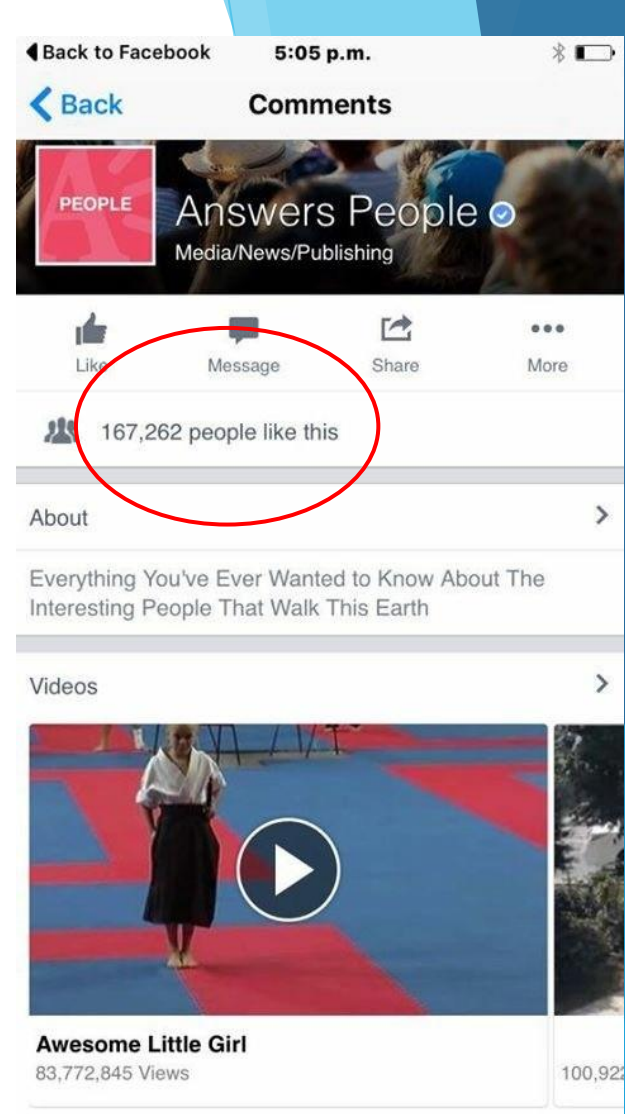 Back to Facebook 5:05 p.m.
Back Comments
PEOPLE
Answers People
Media/News/Publishing
Like Message Share More
167,262 people like this
About
Everything You've Ever Wanted to Know About The
Interesting People That Walk This Earth
Videos
Awesome Little Girl
83,772,845 Views
100,922